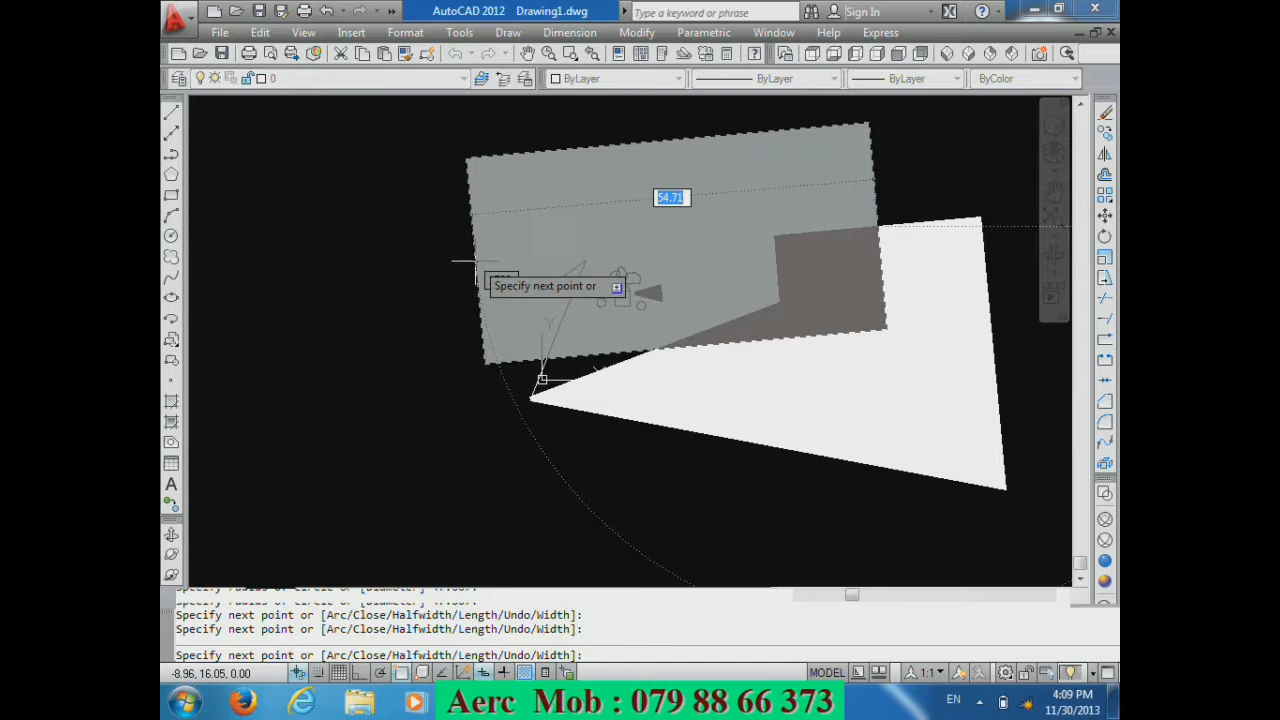 AutoCAD 2012 Drawing1.dwg
Type a keyword or phrase
Sign In
File Edit View Insert Format Tools Draw Dimension Modify Parametric Window Help Express
0
ByLayer
ByLayer
ByLayer
ByColor
54.71
Specify next point or
Y
A
Specify next point or [Arc/Close/Halfwidth/Length/Undo/Width]:
Specify next point or [Arc/Close/Halfwidth/Length/Undo/Width]:
Specify next point or [Arc/Close/Halfwidth/Length/Undo/Width]:
-8.96, 16.05, 0.00
MODEL
1:1
Aerc Mob : 079 88 66 373
EN
4:09 PM
11/30/2013